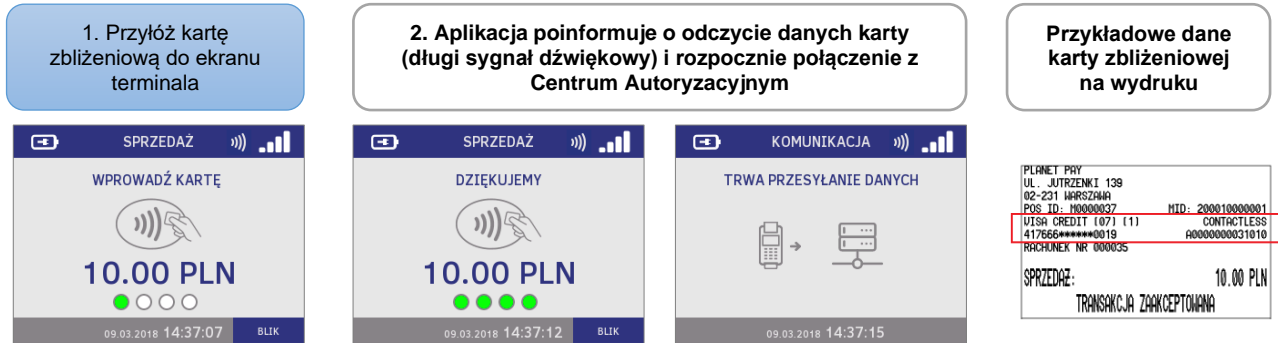 1. Przyłóż kartę
zbliżeniową do ekranu
terminala
2. Aplikacja poinformuje o odczycie danych karty
(długi sygnał dźwiękowy) i rozpocznie połączenie z
Centrum Autoryzacyjnym
Przykładowe dane
karty zbliżeniowej
na wydruku
SPRZEDAŻ
WPROWADŹ KARTĘ
10.00 PLN
09.03.2018 14:37:07 BLIK
SPRZEDAŻ
DZIĘKUJEMY
10.00 PLN
09.03.2018 14:37:12 BLIK
KOMUNIKACJA
TRWA PRZESYŁANIE DANYCH
09.03.2018 14:37:15
PLANET PAY
UL. JUTRZENKI 139
02-231 WARSZAWA
POS ID: M0000037 MID: 200010000001
VISA CREDIT [07] [1] CONTACTLESS
417666******0019 A0000000031010
RACHUNEK NR 000035
SPRZEDAŻ: 10.00 PLN
TRANSAKCJA ZAAKCEPTOWANA